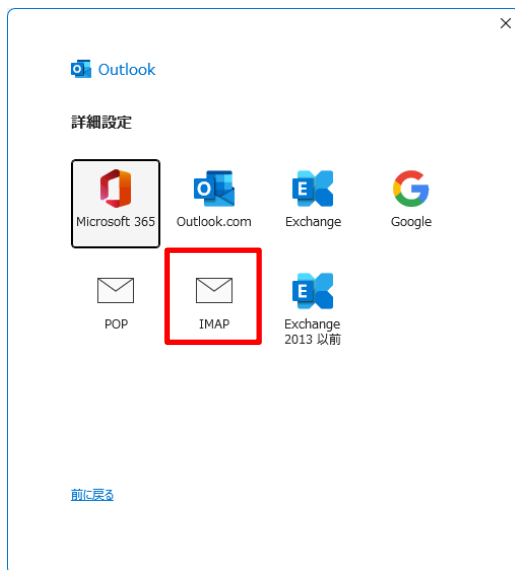 Outlook
詳細設定
Microsoft 365
Outlook.com
Exchange
Google
POP
IMAP
Exchange
2013 以前
前に戻る